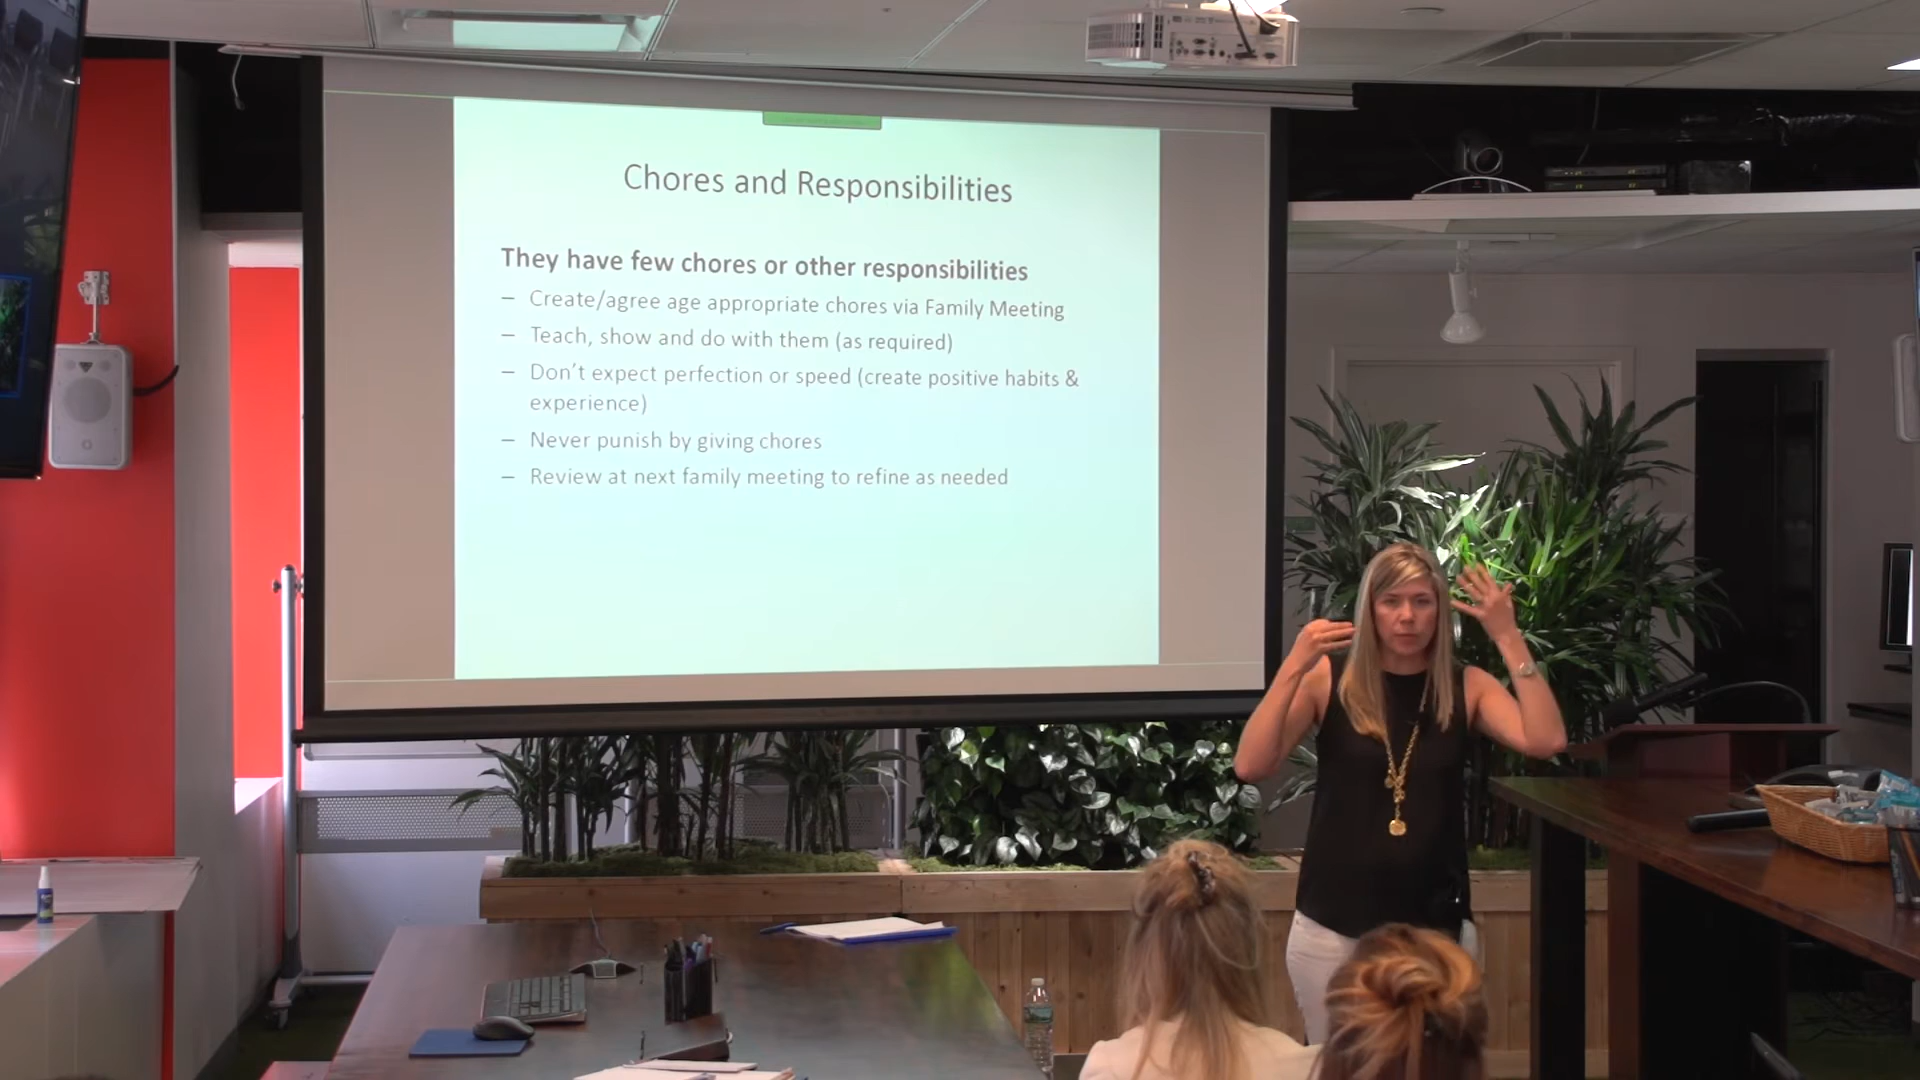 Chores and Responsibilities
They have few chores or other responsibilities
– Create/agree age appropriate chores via Family Meeting
– Teach, show and do with them (as required)
– Don't expect perfection or speed (create positive habits &
experience)
– Never punish by giving chores
– Review at next family meeting to refine as needed